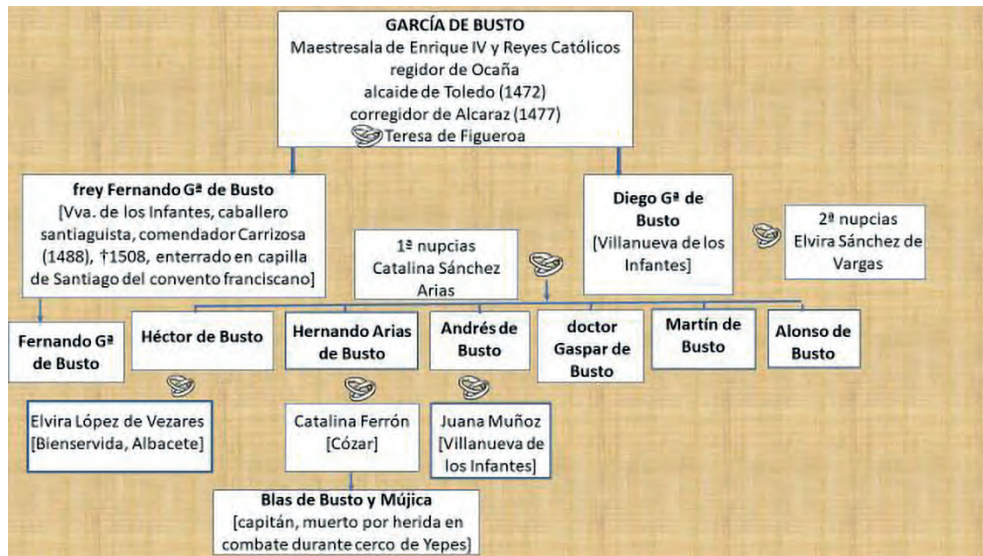 GARCÍA DE BUSTO
Maestresala de Enrique IV y Reyes Católicos
regidor de Ocaña
alcaide de Toledo (1472)
corregidor de Alcaraz (1477)
Teresa de Figueroa
frey Fernando Gª de Busto
[Vva. de los Infantes, caballero
santiaguista, comendador Carrizosa
(1488), †1508, enterrado en capilla
de Santiago del convento franciscano]
1ª nupcias
Catalina Sánchez
Arias
Diego Gª de
Busto
[Villanueva de los
Infantes]
2ª nupcias
Elvira Sánchez de
Vargas
Fernando Gª
de Busto
Héctor de Busto
Hernando Arias
de Busto
Andrés de
Busto
doctor
Gaspar de
Busto
Martín de
Busto
Alonso de
Busto
Elvira López de Vezares
[Bienservida, Albacete]
Catalina Ferrón
[Cózar]
Juana Muñoz
[Villanueva de
los Infantes]
Blas de Busto y Mújica
[capitán, muerto por herida en
combate durante cerco de Yepes]